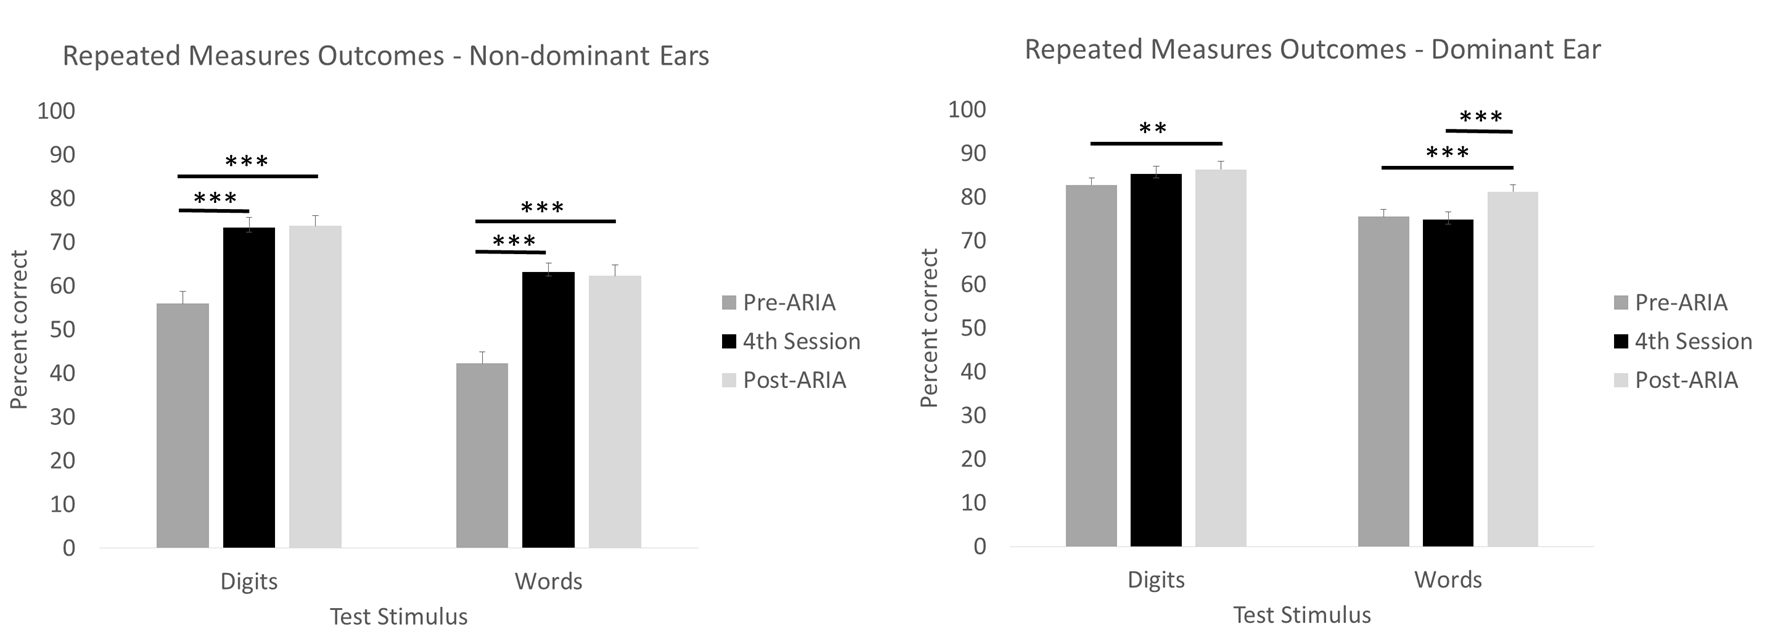 Repeated Measures Outcomes - Non-dominant Ears
100
90
80
70
60
50
40
30
20
10
0
Percent correct
***
***
***
***
Digits
Words
Test Stimulus
Pre-ARIA
4th Session
Post-ARIA
Repeated Measures Outcomes - Dominant Ear
100
90
80
70
60
50
40
30
20
10
0
Percent correct
**
***
***
Digits
Words
Test Stimulus
Pre-ARIA
4th Session
Post-ARIA